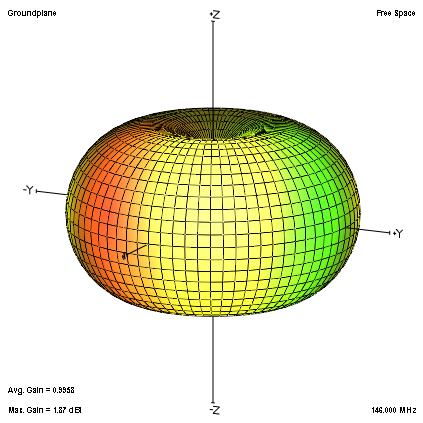 Groundplane
+Z
Free Space
-Y
+Y
Avg. Gain = 0.9958
Max. Gain = 1.87 dBi
-Z
146.000 MHz